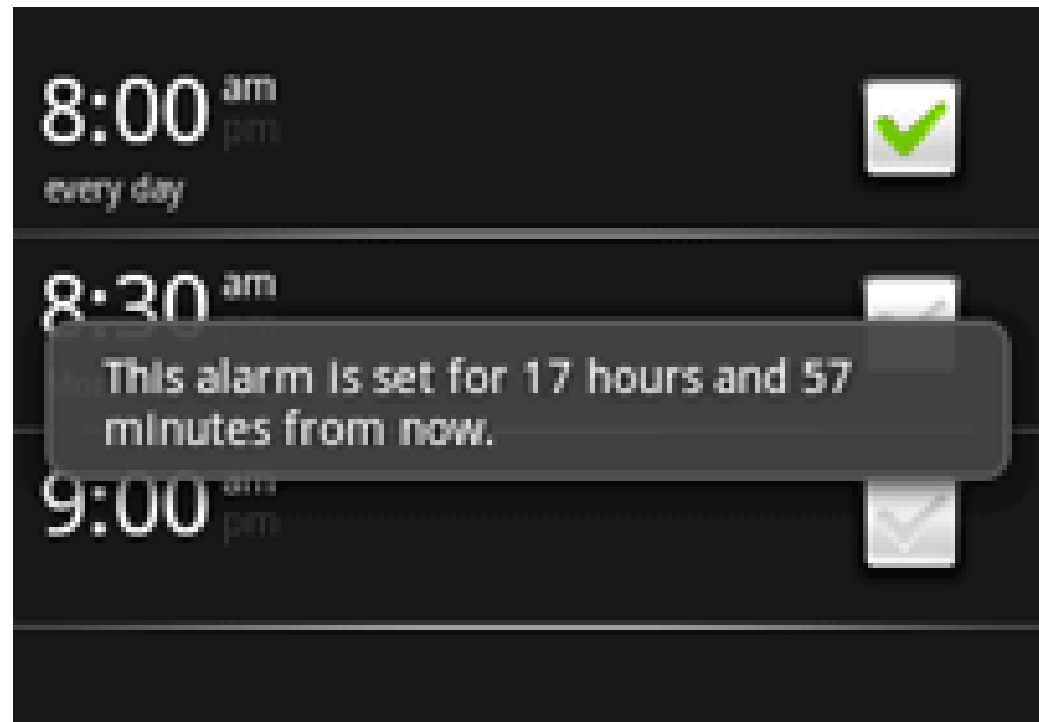 8:00 am
pm
every day
8:30 am
This alarm is set for 17 hours and 57
minutes from now.
9:00 am
pm